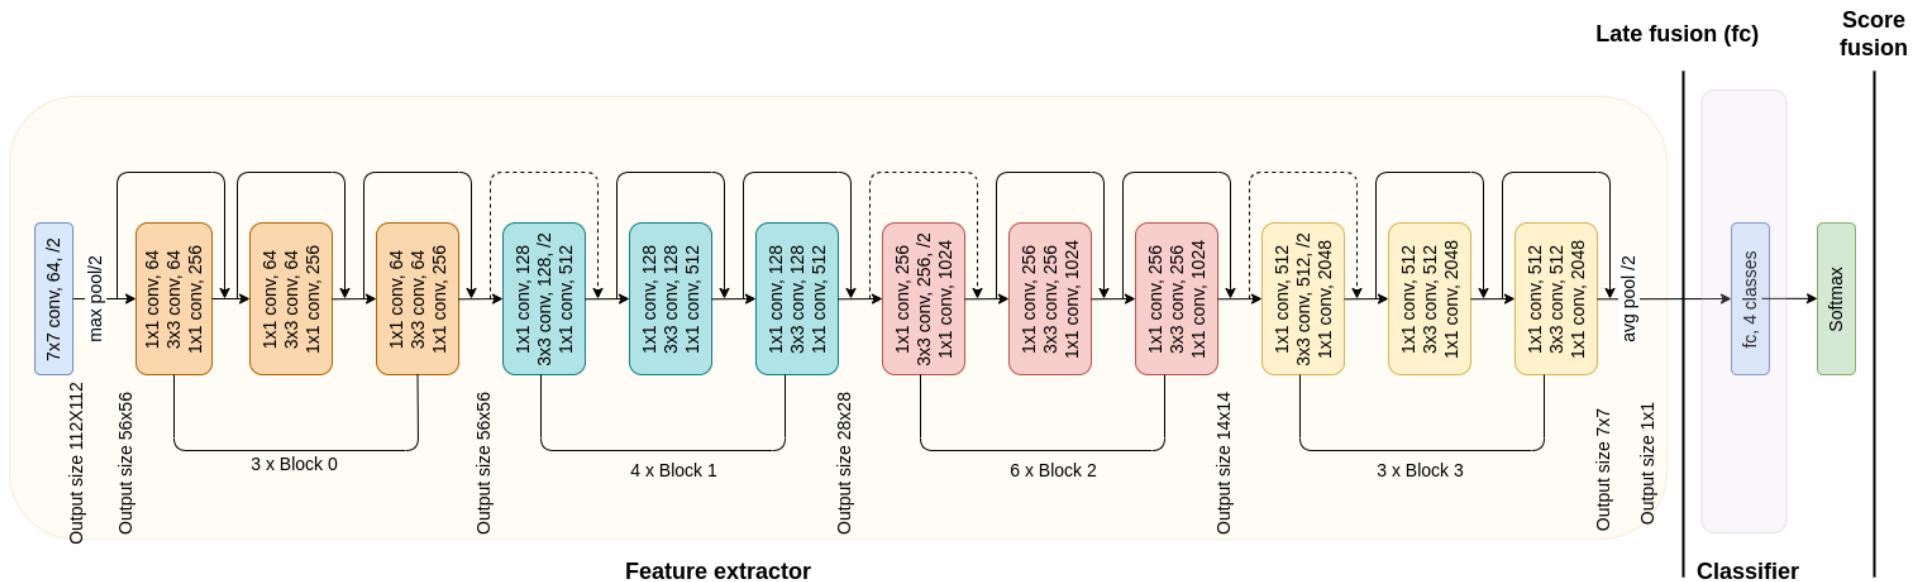 Late fusion (fc)
Score
fusion
7x7 conv, 64, /2
max pool/2
1x1 conv, 64
3x3 conv, 64
1x1 conv, 256
1x1 conv, 64
3x3 conv, 64
1x1 conv, 256
1x1 conv, 64
3x3 conv, 64
1x1 conv, 256
1x1 conv, 128
3x3 conv, 128, /2
1x1 conv, 512
1x1 conv, 128
3x3 conv, 128
1x1 conv, 512
1x1 conv, 128
3x3 conv, 128
1x1 conv, 512
1x1 conv, 256
3x3 conv, 256, /2
1x1 conv, 1024
1x1 conv, 256
3x3 conv, 256
1x1 conv, 1024
1x1 conv, 256
3x3 conv, 256
1x1 conv, 1024
1x1 conv, 512
3x3 conv, 512, /2
1x1 conv, 2048
1x1 conv, 512
3x3 conv, 512
1x1 conv, 2048
1x1 conv, 512
3x3 conv, 512
1x1 conv, 2048
avg pool /2
fc, 4 classes
Softmax
Output size 112X112
Output size 56x56
3 x Block 0
Output size 56x56
4 x Block 1
Output size 28x28
6 x Block 2
Output size 14x14
3 x Block 3
Output size 7x7
Output size 1x1
Feature extractor
Classifier